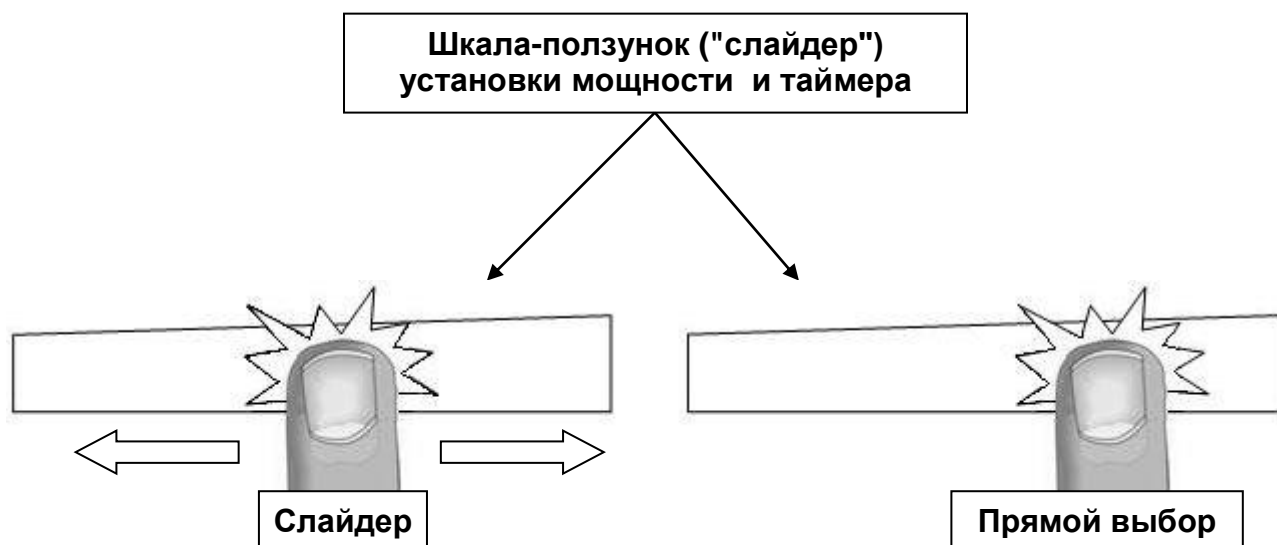 Шкала-ползунок ("слайдер")
установки мощности и таймера
Слайдер
Прямой выбор